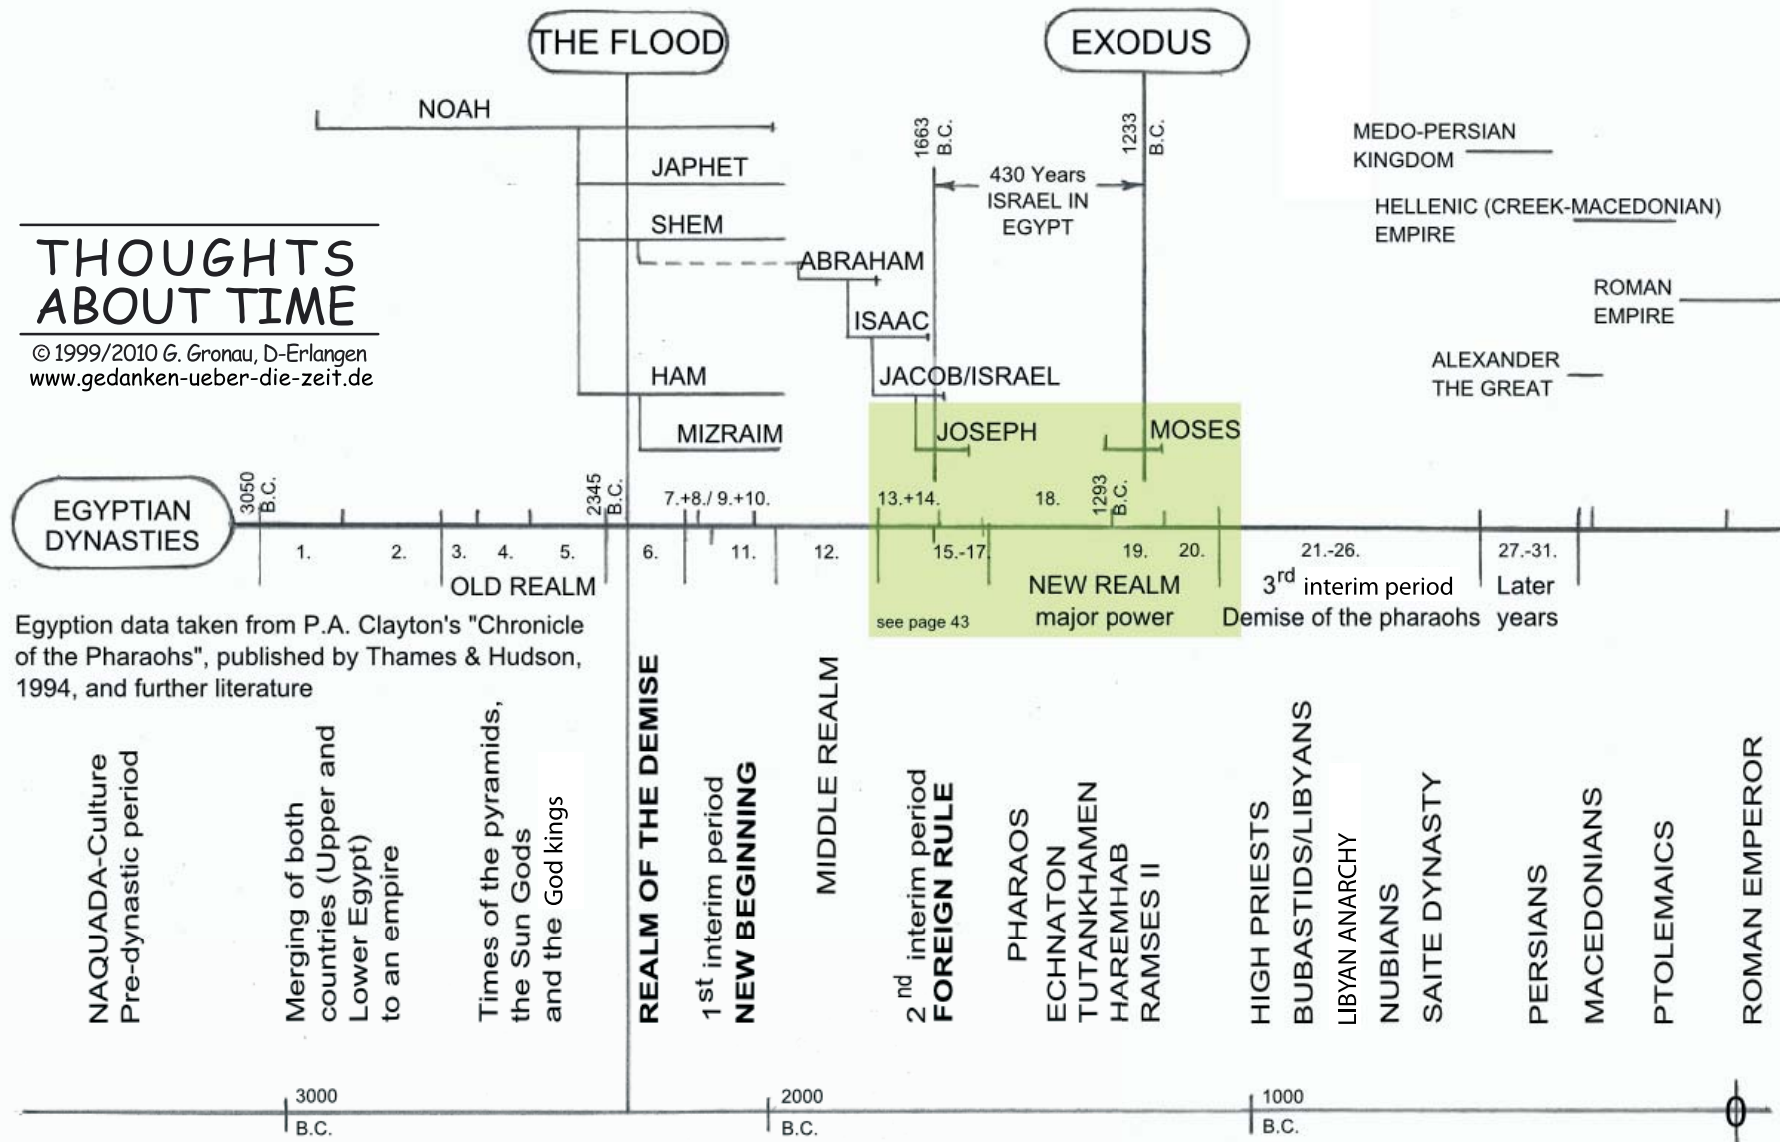 THE FLOOD
EXODUS
NOAH
JAPHET
SHEM
ABRAHAM
ISAAC
JACOB/ISRAEL
HAM
MIZRAIM
JOSEPH
MOSES
1663
B.C.
1233
B.C.
430 Years
ISRAEL IN
EGYPT
MEDO-PERSIAN
KINGDOM
HELLENIC (CREEK-MACEDONIAN)
EMPIRE
ROMAN
EMPIRE
ALEXANDER
THE GREAT
THOUGHTS
ABOUT TIME
© 1999/2010 G. Gronau, D-Erlangen
www.gedanken-ueber-die-zeit.de
EGYPTIAN
DYNASTIES
3050
B.C.
2345
B.C.
7.+8./ 9.+10.
13.+14.
18.
1293
B.C.
1.
2.
3.
4.
5.
6.
11.
12.
15.-17.
19.
20.
21.-26.
27.-31.
OLD REALM
NEW REALM
major power
see page 43
3rd interim period
Demise of the pharaohs
Later
years
Egyption data taken from P.A. Clayton's "Chronicle
of the Pharaohs", published by Thames & Hudson,
1994, and further literature
NAQUADA-Culture
Pre-dynastic period
Merging of both
countries (Upper and
Lower Egypt)
to an empire
Times of the pyramids,
the Sun Gods
and the God kings
REALM OF THE DEMISE
1st interim period
NEW BEGINNING
MIDDLE REALM
2nd interim period
FOREIGN RULE
PHARAOS
ECHNATON
TUTANKHAMEN
HAREMHAB
RAMSES II
HIGH PRIESTS
BUBASTIDS/LIBYANS
LIBYAN ANARCHY
NUBIANS
SAITE DYNASTY
PERSIANS
MACEDONIANS
PTOLEMAICS
ROMAN EMPEROR
3000
B.C.
2000
B.C.
1000
B.C.
0